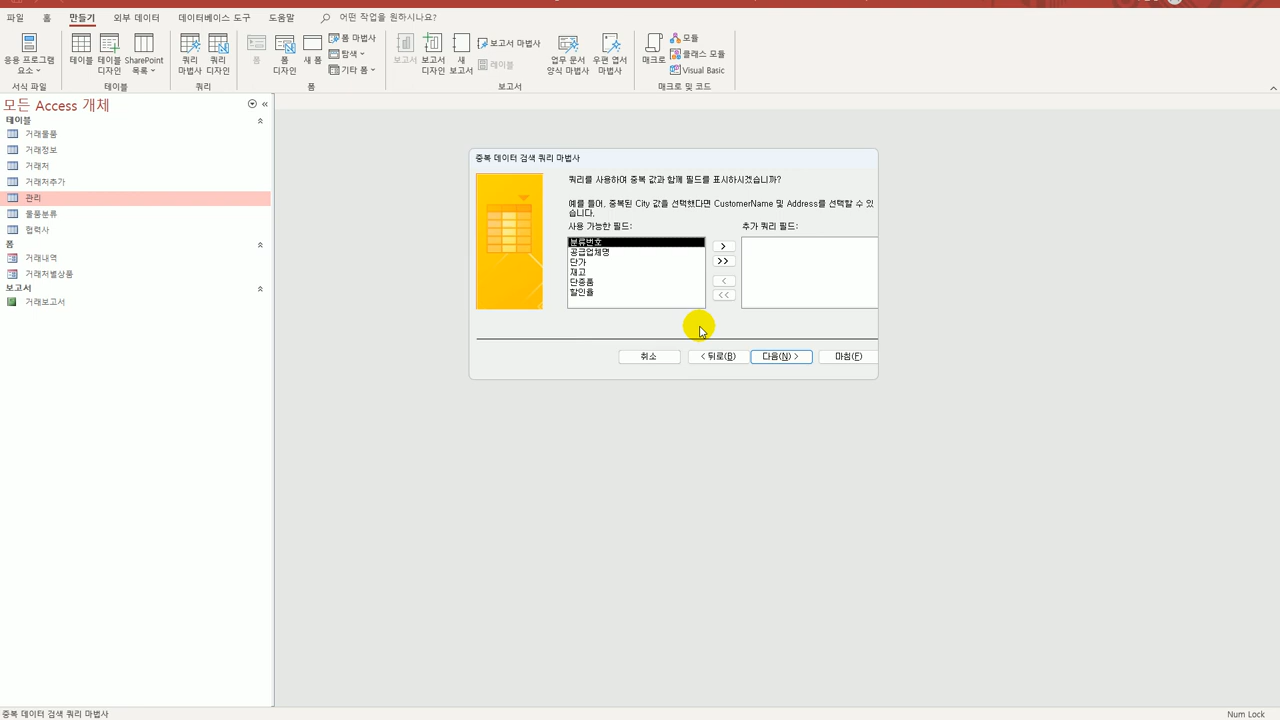 파일 홈 만들기 외부 데이터 데이터베이스 도구 도움말 어떤 작업을 원하시나요?
응용 프로그램 요소
테이블
테이블 디자인
SharePoint 목록
쿼리 마법사
쿼리 디자인
폼
폼 디자인
새 폼
폼 마법사
탐색
기타 폼
보고서
보고서 디자인
새 보고서
보고서 마법사
레이블
업무 문서 양식 마법사
우편 엽서 마법사
매크로
모듈
클래스 모듈
Visual Basic
서식 파일 테이블 쿼리 폼 보고서 매크로 및 코드
모든 Access 개체
테이블
거래물품
거래정보
거래처
거래처추가
관리
물품분류
협력사
폼
거래내역
거래처별상품
보고서
거래보고서
중복 데이터 검색 쿼리 마법사
쿼리를 사용하여 중복 값과 함께 필드를 표시하시겠습니까?
예를 들어, 중복된 City 값을 선택했다면 CustomerName 및 Address를 선택할 수 있
습니다.
사용 가능한 필드: 추가 쿼리 필드:
분류번호
공급업체명
단가
재고
단종품
할인율
>
>>
<
<<
취소 < 뒤로(B) 다음(N) > 마침(F)
중복 데이터 검색 쿼리 마법사 Num Lock